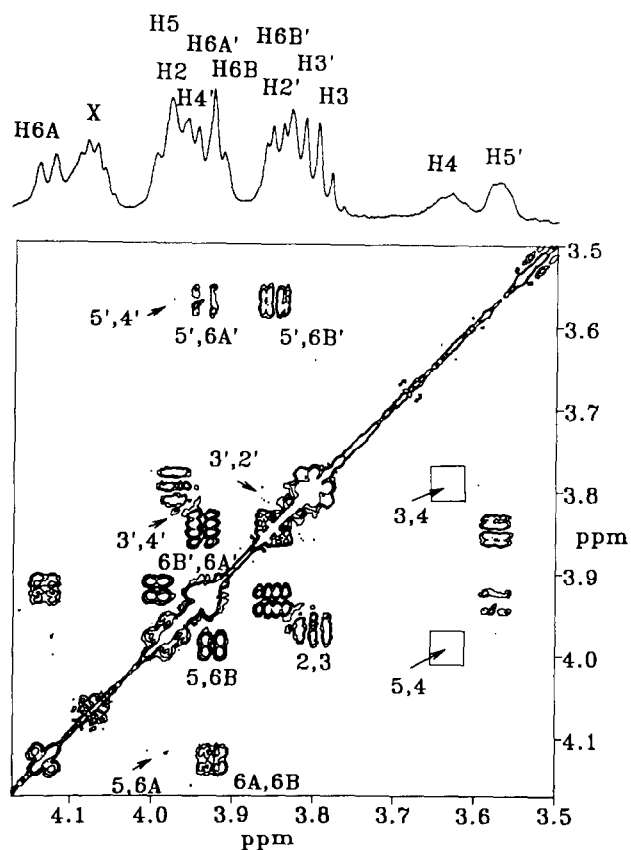 H5 H6A' H6B'
H2 H6B H3'
H4' H2' H3
H6A X H4 H5'
3.5
5',4'
5',6A' 5',6B'
3.6
3.7
3',2'
3.8
3,4
3',4'
ppm
6B',6A'
3.9
5,6B 2,3
4.0
5,4
4.1
5,6A 6A,6B
4.1 4.0 3.9 3.8 3.7 3.6 3.5
ppm